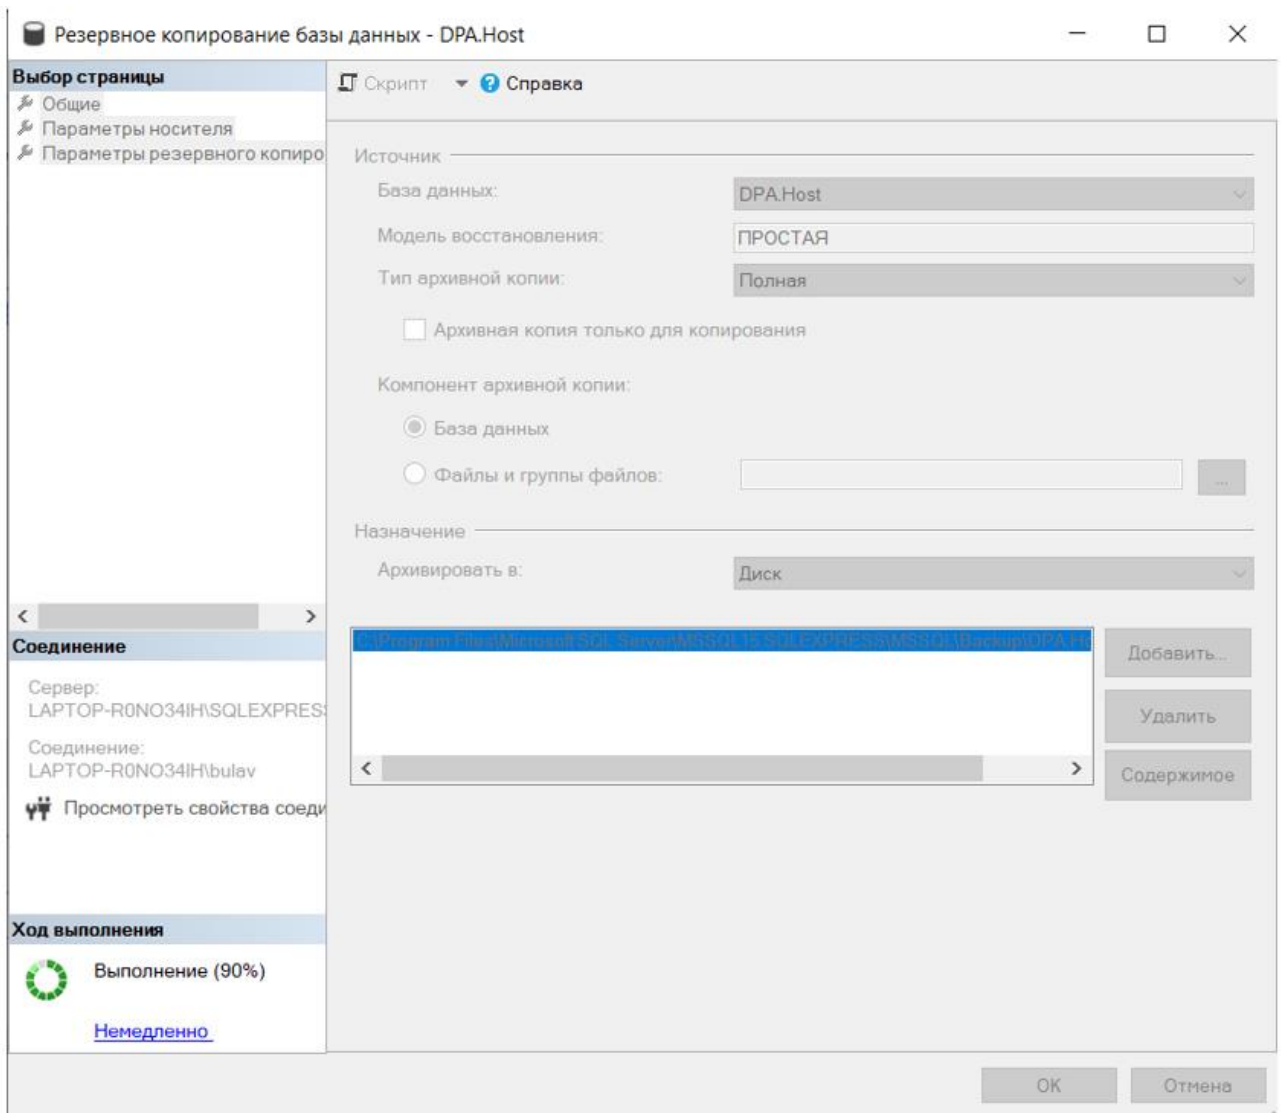 Резервное копирование базы данных - DPA.Host
Выбор страницы
Общие
Параметры носителя
Параметры резервного копиро
Скрипт
Справка
Источник
База данных:
DPA.Host
Модель восстановления:
ПРОСТАЯ
Тип архивной копии:
Полная
Архивная копия только для копирования
Компонент архивной копии:
База данных
Файлы и группы файлов:
...
Назначение
Архивировать в:
Диск
C:\Program Files\Microsoft SQL Server\MSSQL15.SQLEXPRESS\MSSQL\Backup\DPA.Ho
Добавить...
Удалить
Содержимое
Соединение
Сервер:
LAPTOP-R0NO34IH\SQLEXPRES
Соединение:
LAPTOP-R0NO34IH\bulav
Просмотреть свойства соеди
Ход выполнения
Выполнение (90%)
Немедленно
OK
Отмена